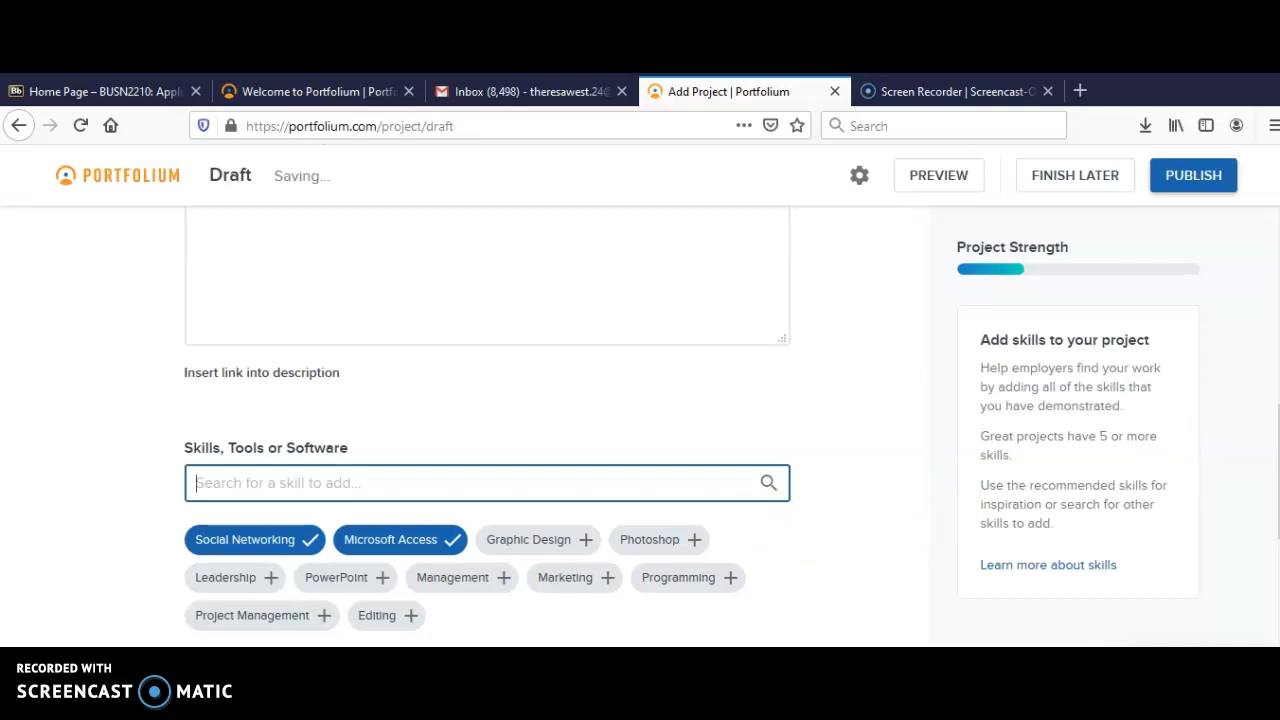 Home Page – BUSN2210: Appli
Welcome to Portfolium | Portfo
Inbox (8,498) – theresawest.24@
Add Project | Portfolium
Screen Recorder | Screencast-O
https://portfolium.com/project/draft
Search
PORTFOLIUM
Draft
Saving...
PREVIEW
FINISH LATER
PUBLISH
Insert link into description
Skills, Tools or Software
Search for a skill to add...
Social Networking
Microsoft Access
Graphic Design
Photoshop
Leadership
PowerPoint
Management
Marketing
Programming
Project Management
Editing
Project Strength
Add skills to your project
Help employers find your work
by adding all of the skills that
you have demonstrated.
Great projects have 5 or more
skills.
Use the recommended skills for
inspiration or search for other
skills to add.
Learn more about skills
RECORDED WITH
SCREENCAST MATIC